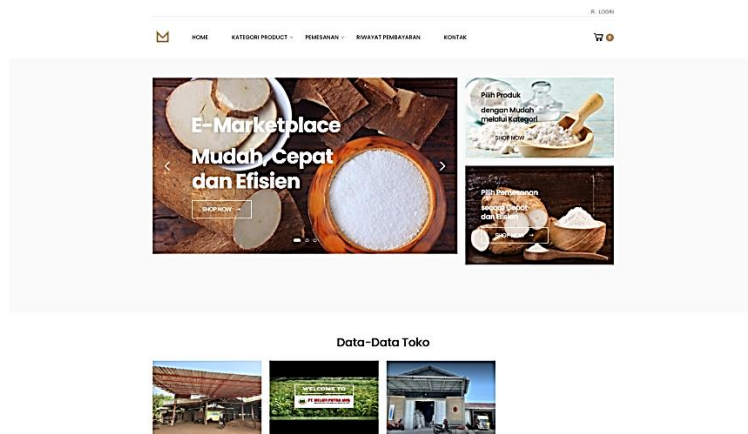 LOGIN
HOME
KATEGORI PRODUCT
PEMESANAN
RIWAYAT PEMBAYARAN
KONTAK
0
E-Marketplace
Mudah, Cepat
dan Efisien
SHOP NOW →
Pilih Produk
dengan Mudah
melalui Kategori
SHOP NOW
Pilih Pemesanan
secara Cepat
dan Efisien
SHOP NOW →
Data-Data Toko
WELCOME TO